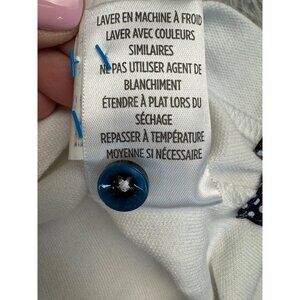 LAVER EN MACHINE À FROID
LAVER AVEC COULEURS
SIMILAIRES
NE PAS UTILISER AGENT DE
BLANCHIMENT
ÉTENDRE À PLAT LORS DU
SÉCHAGE
REPASSER À TEMPÉRATURE
MOYENNE SI NÉCESSAIRE